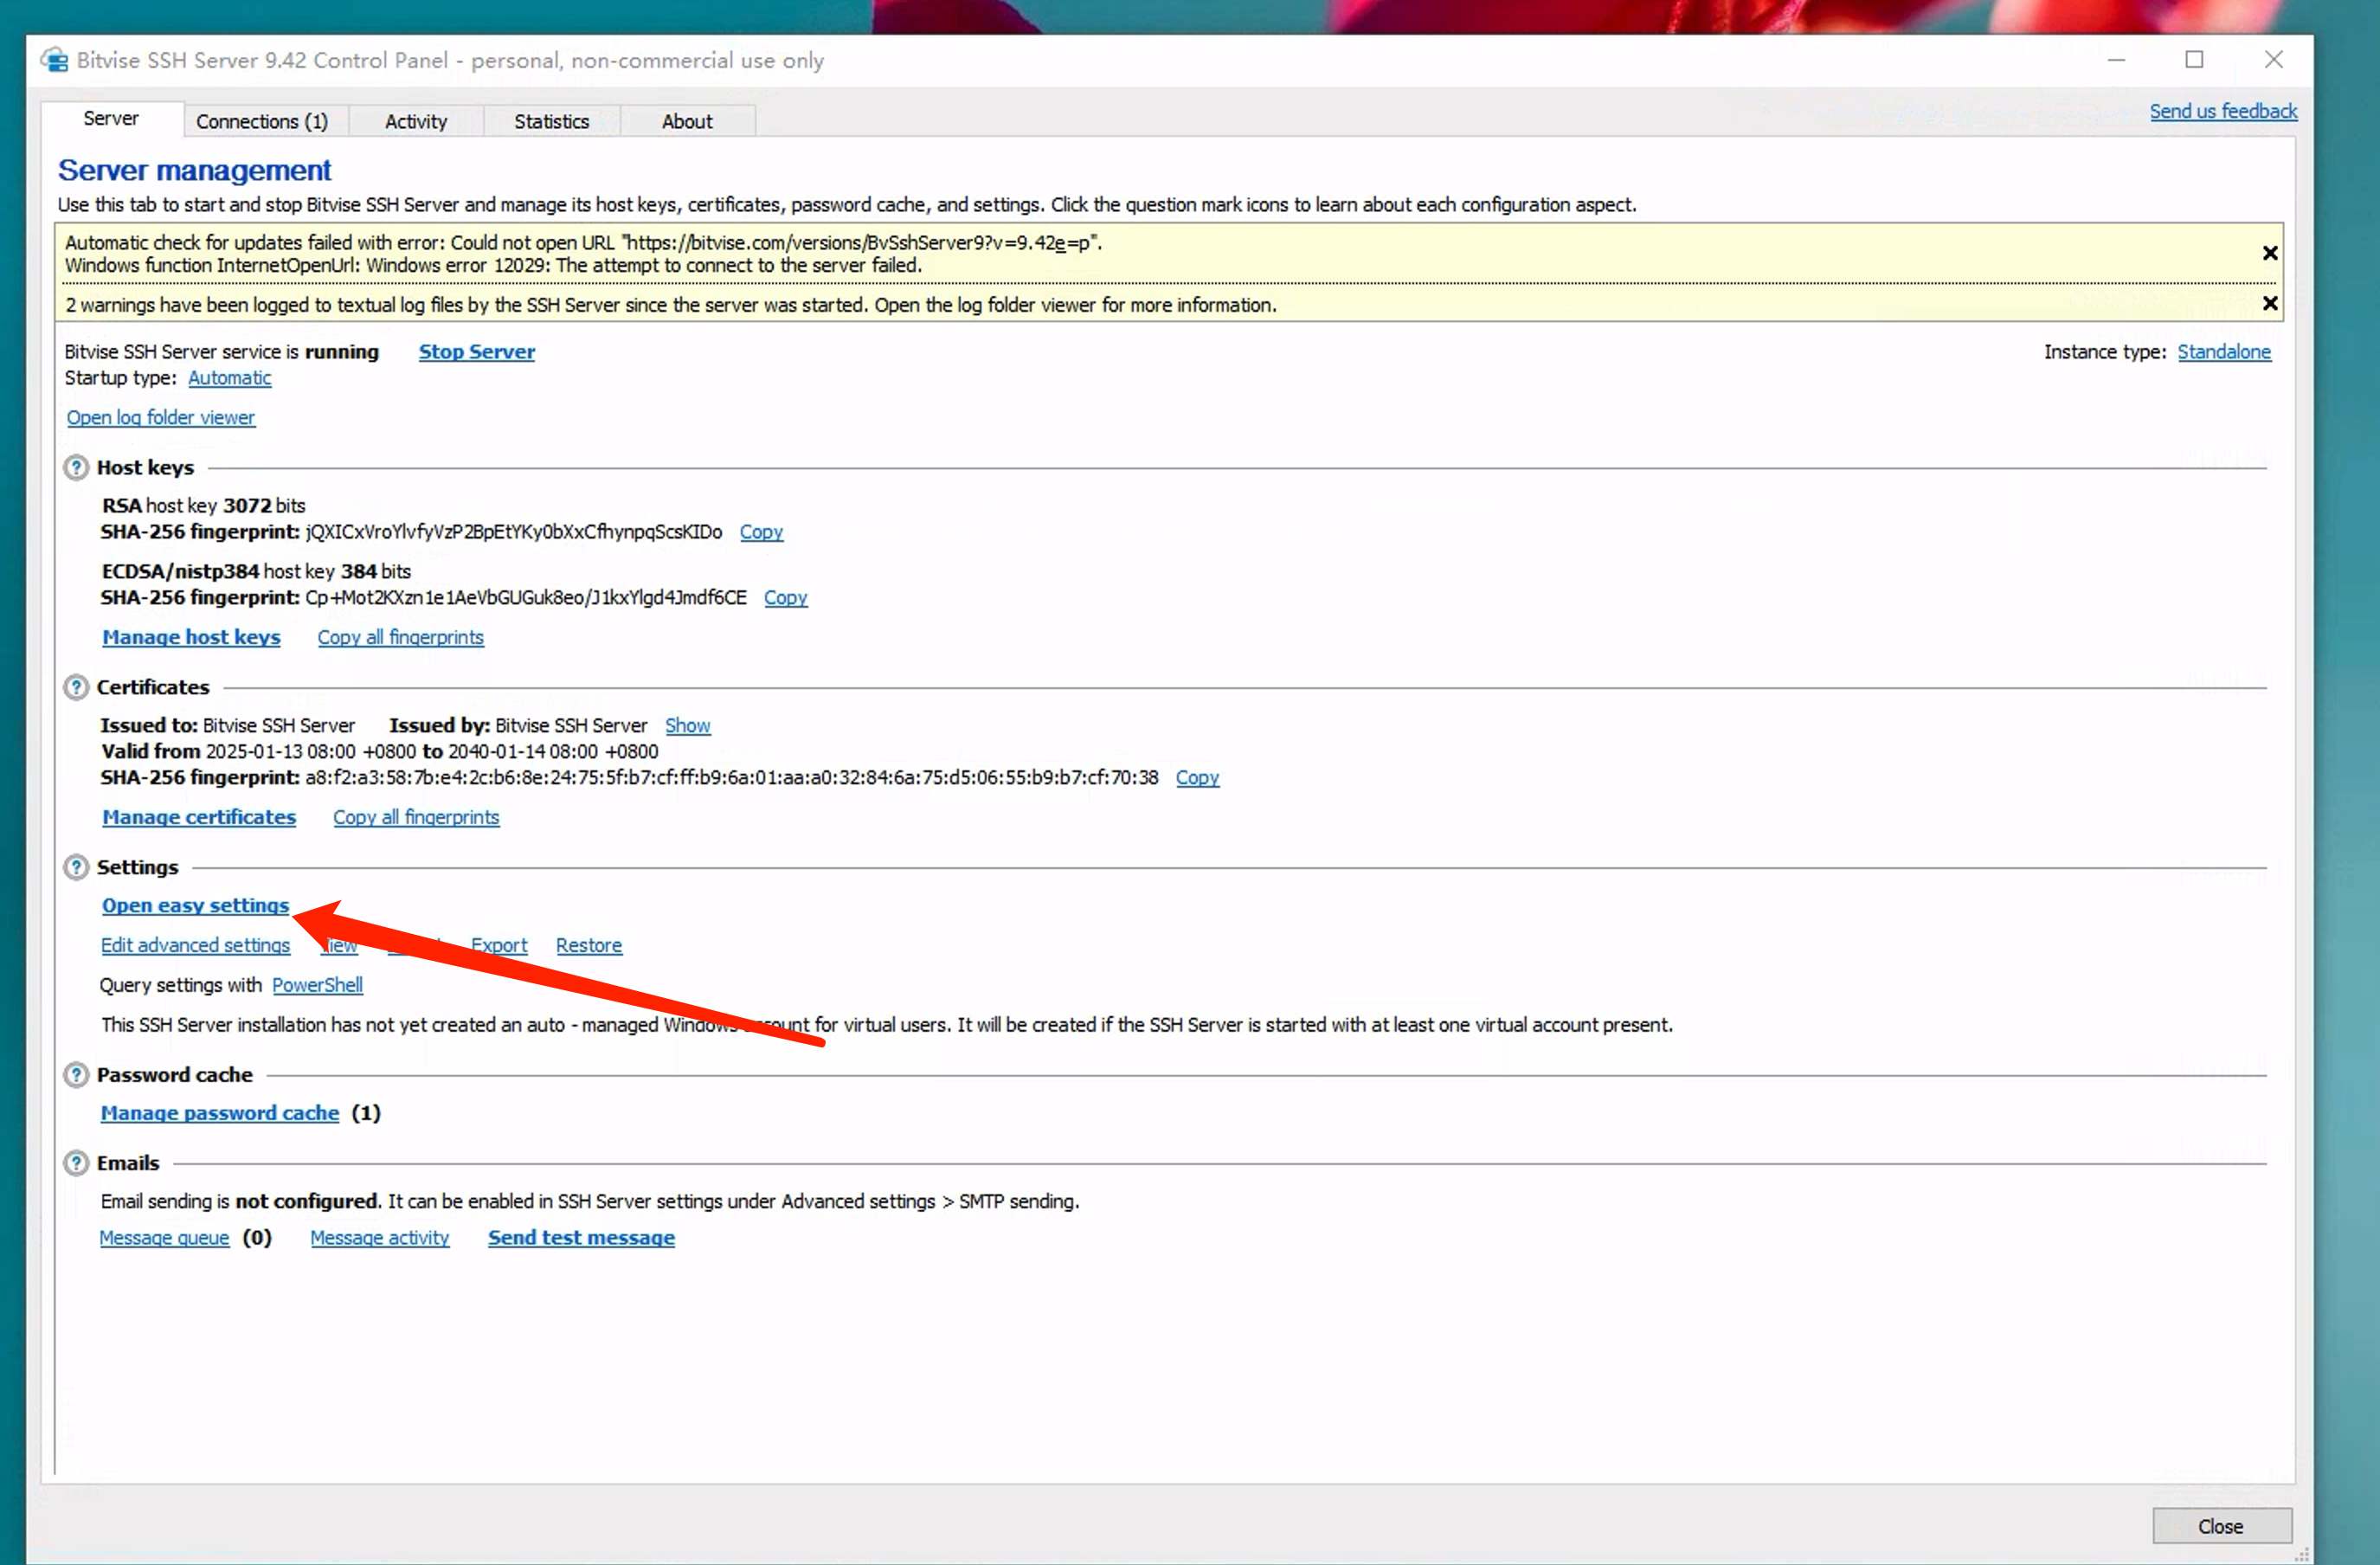 Bitvise SSH Server 9.42 Control Panel - personal, non-commercial use only
Server Connections (1) Activity Statistics About Send us feedback
Server management
Use this tab to start and stop Bitvise SSH Server and manage its host keys, certificates, password cache, and settings. Click the question mark icons to learn about each configuration aspect.
Automatic check for updates failed with error: Could not open URL "https://bitvise.com/versions/BvSshServer9?v=9.42e=p".
Windows function InternetOpenUrl: Windows error 12029: The attempt to connect to the server failed.
2 warnings have been logged to textual log files by the SSH Server since the server was started. Open the log folder viewer for more information.
Bitvise SSH Server service is running Stop Server Instance type: Standalone
Startup type: Automatic
Open log folder viewer
Host keys
RSA host key 3072 bits
SHA-256 fingerprint: jQXICxVroYlvfyVzP2BpEtYKy0bXxCfhynpqScsKIDo Copy
ECDSA/nistp384 host key 384 bits
SHA-256 fingerprint: Cp+Mot2KXzn1e1AeVbGUGuk8eo/J1kxYlgd4Jmdf6CE Copy
Manage host keys Copy all fingerprints
Certificates
Issued to: Bitvise SSH Server Issued by: Bitvise SSH Server Show
Valid from 2025-01-13 08:00 +0800 to 2040-01-14 08:00 +0800
SHA-256 fingerprint: a8:f2:a3:58:7b:e4:2c:b6:8e:24:75:5f:b7:cf:ff:b9:6a:01:aa:a0:32:84:6a:75:d5:06:55:b9:b7:cf:70:38 Copy
Manage certificates Copy all fingerprints
Settings
Open easy settings
Edit advanced settings View Export Restore
Query settings with PowerShell
This SSH Server installation has not yet created an auto - managed Windows account for virtual users. It will be created if the SSH Server is started with at least one virtual account present.
Password cache
Manage password cache (1)
Emails
Email sending is not configured. It can be enabled in SSH Server settings under Advanced settings > SMTP sending.
Message queue (0) Message activity Send test message
Close